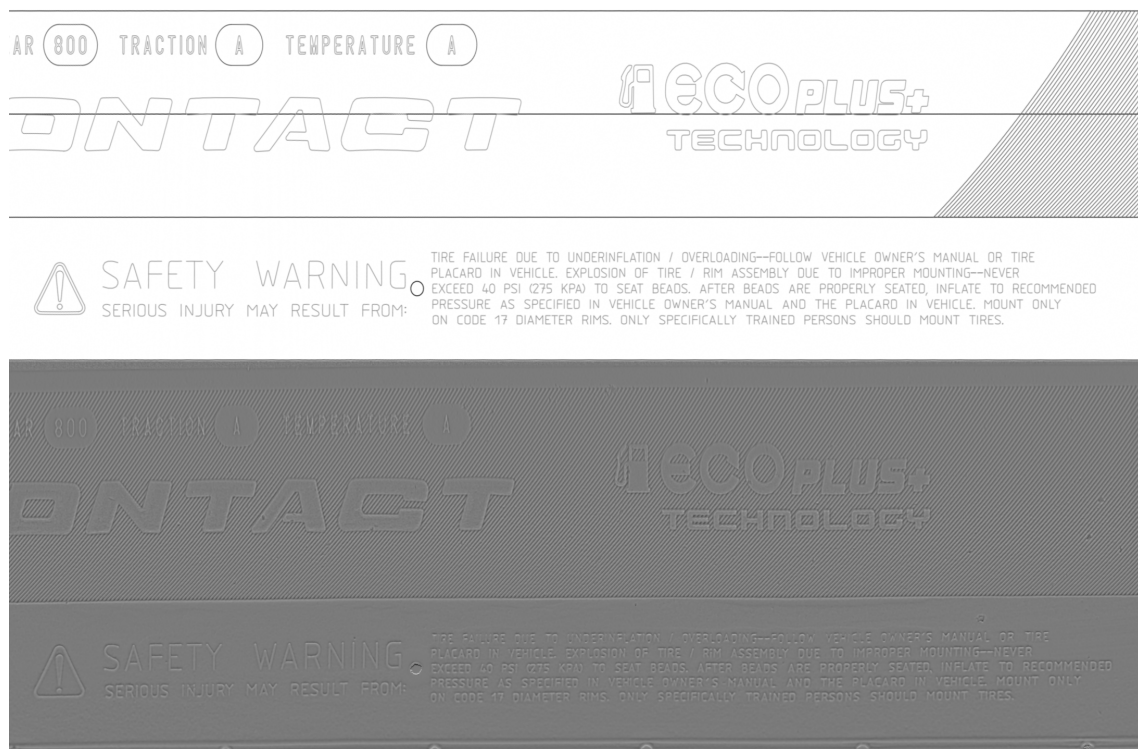 AR 800 TRACTION A TEMPERATURE A
ONTACT
ECO PLUS+
TECHNOLOGY
SAFETY WARNING
SERIOUS INJURY MAY RESULT FROM:
TIRE FAILURE DUE TO UNDERINFLATION / OVERLOADING--FOLLOW VEHICLE OWNER'S MANUAL OR TIRE
PLACARD IN VEHICLE. EXPLOSION OF TIRE / RIM ASSEMBLY DUE TO IMPROPER MOUNTING--NEVER
EXCEED 40 PSI (275 KPA) TO SEAT BEADS. AFTER BEADS ARE PROPERLY SEATED, INFLATE TO RECOMMENDED
PRESSURE AS SPECIFIED IN VEHICLE OWNER'S MANUAL AND THE PLACARD IN VEHICLE. MOUNT ONLY
ON CODE 17 DIAMETER RIMS. ONLY SPECIFICALLY TRAINED PERSONS SHOULD MOUNT TIRES.
AR 800 TRACTION A TEMPERATURE A
ONTACT
ECO PLUS+
TECHNOLOGY
SAFETY WARNING
SERIOUS INJURY MAY RESULT FROM:
TIRE FAILURE DUE TO UNDERINFLATION / OVERLOADING--FOLLOW VEHICLE OWNER'S MANUAL OR TIRE
PLACARD IN VEHICLE. EXPLOSION OF TIRE / RIM ASSEMBLY DUE TO IMPROPER MOUNTING--NEVER
EXCEED 40 PSI (275 KPA) TO SEAT BEADS. AFTER BEADS ARE PROPERLY SEATED, INFLATE TO RECOMMENDED
PRESSURE AS SPECIFIED IN VEHICLE OWNER'S MANUAL AND THE PLACARD IN VEHICLE. MOUNT ONLY
ON CODE 17 DIAMETER RIMS. ONLY SPECIFICALLY TRAINED PERSONS SHOULD MOUNT TIRES.